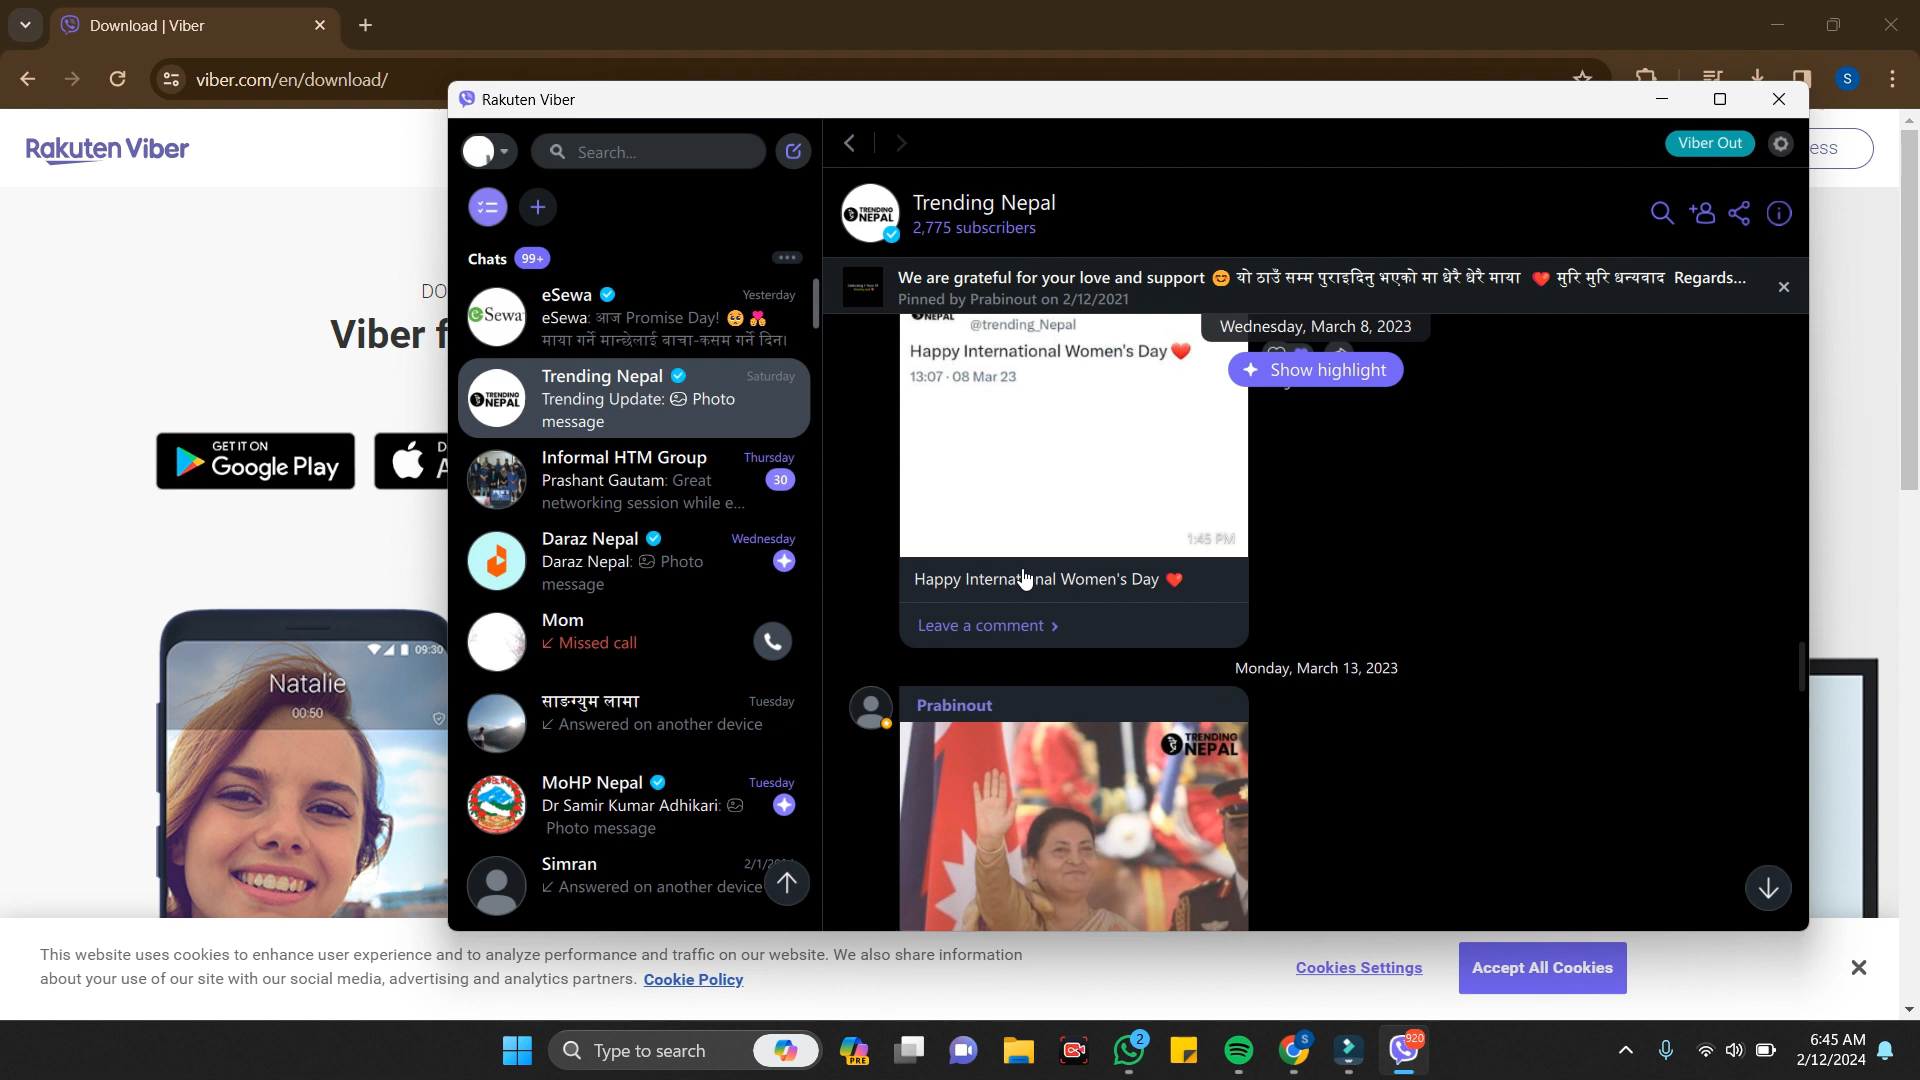 Download | Viber
viber.com/en/download/
S
Rakuten Viber
DO
Viber f
GET IT ON
Google Play
D
A
09:30
Natalie
00:50
ess
Rakuten Viber
Search...
Viber Out
Chats 99+
eSewa
eSewa Yesterday
eSewa: आज Promise Day! 🥺 💑
माया गर्ने मान्छेलाई बाचा-कसम गर्ने दिन।
TRENDING
NEPAL
Trending Nepal Saturday
Trending Update: Photo
message
Informal HTM Group Thursday
Prashant Gautam: Great 30
networking session while e...
Daraz Nepal Wednesday
Daraz Nepal: Photo
message
Mom
Missed call
Tuesday
Answered on another device
MoHP Nepal Tuesday
Dr Samir Kumar Adhikari:
Photo message
Simran
Answered on another device
TRENDING
NEPAL
Trending Nepal
2,775 subscribers
We are grateful for your love and support 😊 यो ठाउँ सम्म पुराइदिनु भएको मा धेरै धेरै माया ❤️ मुरि मुरि धन्यवाद Regards...
Pinned by Prabinout on 2/12/2021
NEPAL
@trending_Nepal
Wednesday, March 8, 2023
Happy International Women's Day ❤️
13:07 · 08 Mar 23
Show highlight
1:45 PM
Happy International Women's Day ❤️
Leave a comment >
Monday, March 13, 2023
Prabinout
TRENDING
NEPAL
This website uses cookies to enhance user experience and to analyze performance and traffic on our website. We also share information
about your use of our site with our social media, advertising and analytics partners. Cookie Policy
Cookies Settings
Accept All Cookies
Type to search
PRE
2
S
920
6:45 AM
2/12/2024